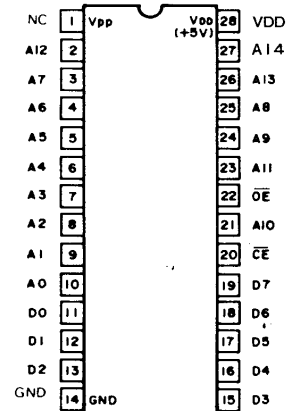 NC 1 Vpp VDD 28 VDD
(+5V)
A12 2 27 A14
A7 3 26 A13
A6 4 25 A8
A5 5 24 A9
A4 6 23 A11
A3 7 22 OE
A2 8 21 A10
A1 9 20 CE
A0 10 19 D7
D0 11 18 D6
D1 12 17 D5
D2 13 16 D4
GND 14 GND 15 D3